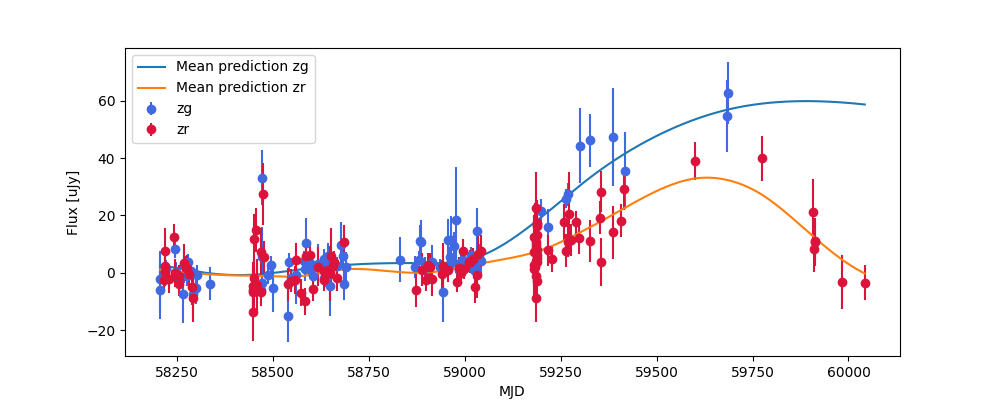 Mean prediction zg
Mean prediction zr
zg
zr
60
40
20
0
−20
Flux [uJy]
58250 58500 58750 59000 59250 59500 59750 60000
MJD